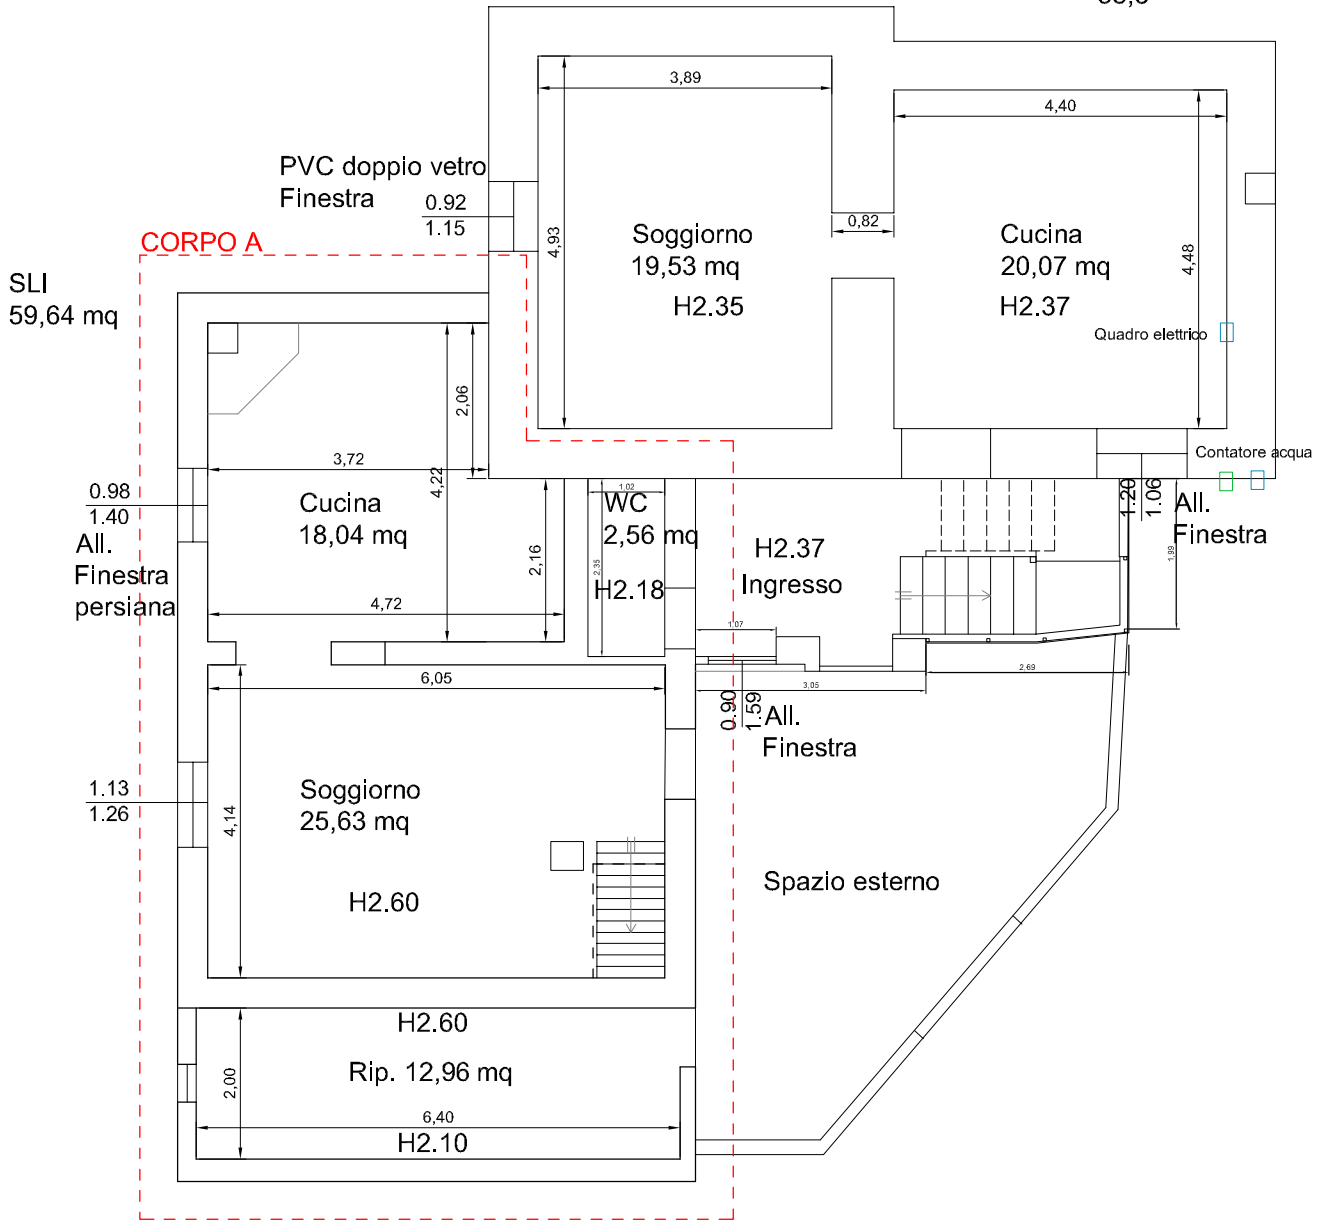 3,89
4,40
PVC doppio vetro
Finestra
0.92
1.15
4,93
Soggiorno
19,53 mq
H2.35
0,82
Cucina
20,07 mq
H2.37
4,48
Quadro elettrico
CORPO A
SLI
59,64 mq
2,06
3,72
4,22
Cucina
18,04 mq
0.98
1.40
All.
Finestra
persiana
2,16
4,72
1,02
WC
2,56 mq
2,35
H2.18
H2.37
Ingresso
Contatore acqua
1.20
1.06
All.
Finestra
1,99
1,07
3,05
2,69
0.90
1.59
All.
Finestra
6,05
1.13
1.26
4,14
Soggiorno
25,63 mq
H2.60
Spazio esterno
H2.60
Rip. 12,96 mq
2,00
6,40
H2.10